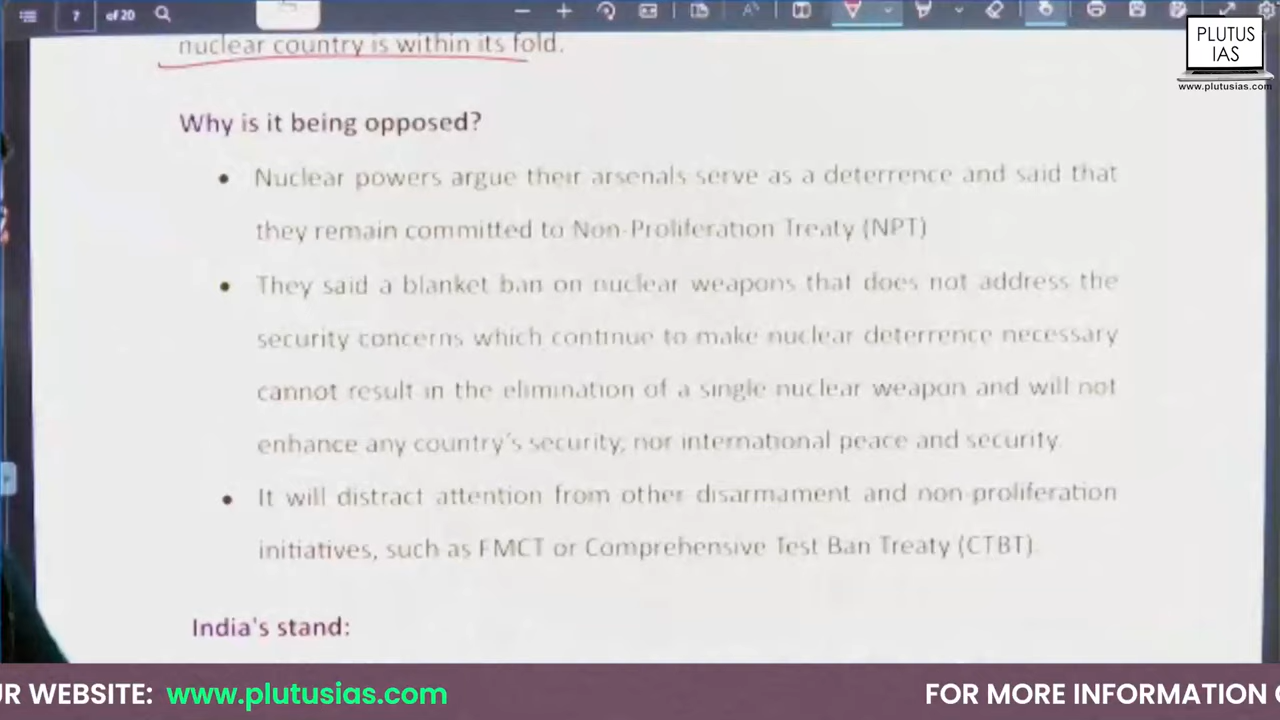 7 of 20
PLUTUS
IAS
www.plutusias.com
nuclear country is within its fold.
Why is it being opposed?
• Nuclear powers argue their arsenals serve as a deterrence and said that
they remain committed to Non-Proliferation Treaty (NPT)
• They said a blanket ban on nuclear weapons that does not address the
security concerns which continue to make nuclear deterrence necessary
cannot result in the elimination of a single nuclear weapon and will not
enhance any country's security, nor international peace and security.
• It will distract attention from other disarmament and non-proliferation
initiatives, such as FMCT or Comprehensive Test Ban Treaty (CTBT).
India's stand:
UR WEBSITE: www.plutusias.com FOR MORE INFORMATION